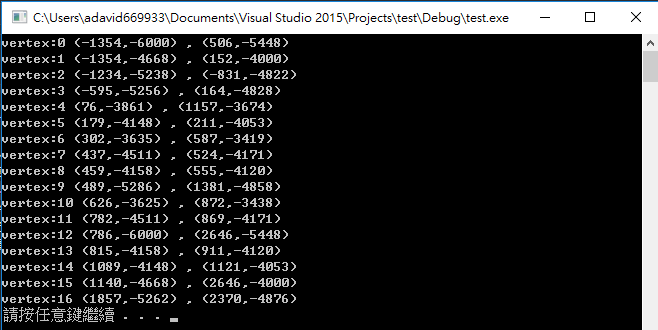 C:\Users\adavid669933\Documents\Visual Studio 2015\Projects\test\Debug\test.exe
vertex:0 (-1354,-6000) , (506,-5448)
vertex:1 (-1354,-4668) , (152,-4000)
vertex:2 (-1234,-5238) , (-831,-4822)
vertex:3 (-595,-5256) , (164,-4828)
vertex:4 (76,-3861) , (1157,-3674)
vertex:5 (179,-4148) , (211,-4053)
vertex:6 (302,-3635) , (587,-3419)
vertex:7 (437,-4511) , (524,-4171)
vertex:8 (459,-4158) , (555,-4120)
vertex:9 (489,-5286) , (1381,-4858)
vertex:10 (626,-3625) , (872,-3438)
vertex:11 (782,-4511) , (869,-4171)
vertex:12 (786,-6000) , (2646,-5448)
vertex:13 (815,-4158) , (911,-4120)
vertex:14 (1089,-4148) , (1121,-4053)
vertex:15 (1140,-4668) , (2646,-4000)
vertex:16 (1857,-5262) , (2370,-4876)
請按任意鍵繼續 . . .